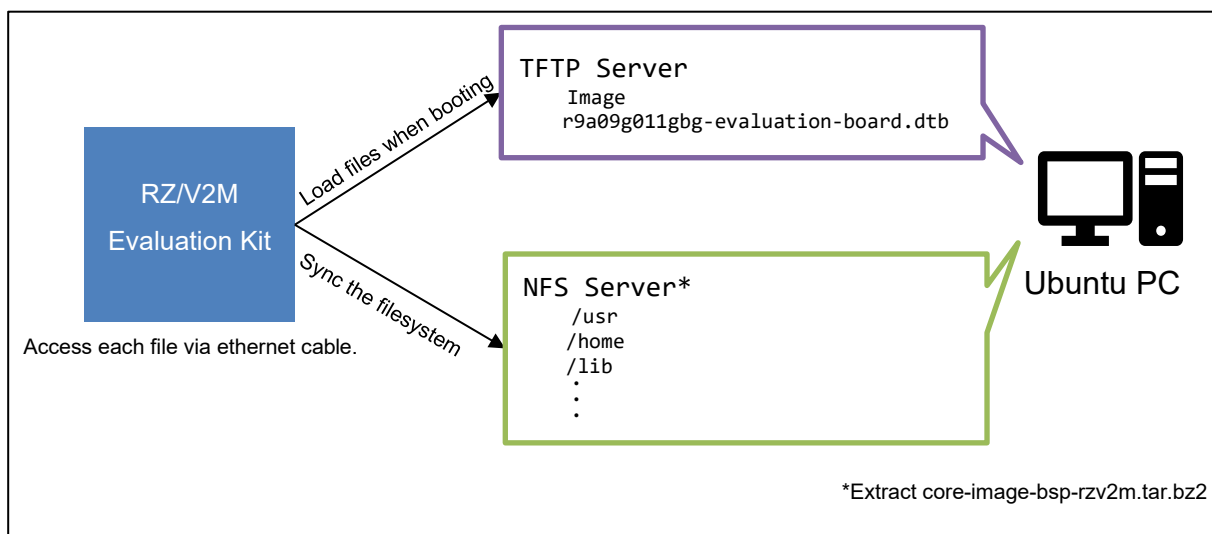 RZ/V2M
Evaluation Kit
Access each file via ethernet cable.
Load files when booting
Sync the filesystem
TFTP Server
Image
r9a09g011gbg-evaluation-board.dtb
NFS Server*
/usr
/home
/lib
.
.
.
Ubuntu PC
*Extract core-image-bsp-rzv2m.tar.bz2